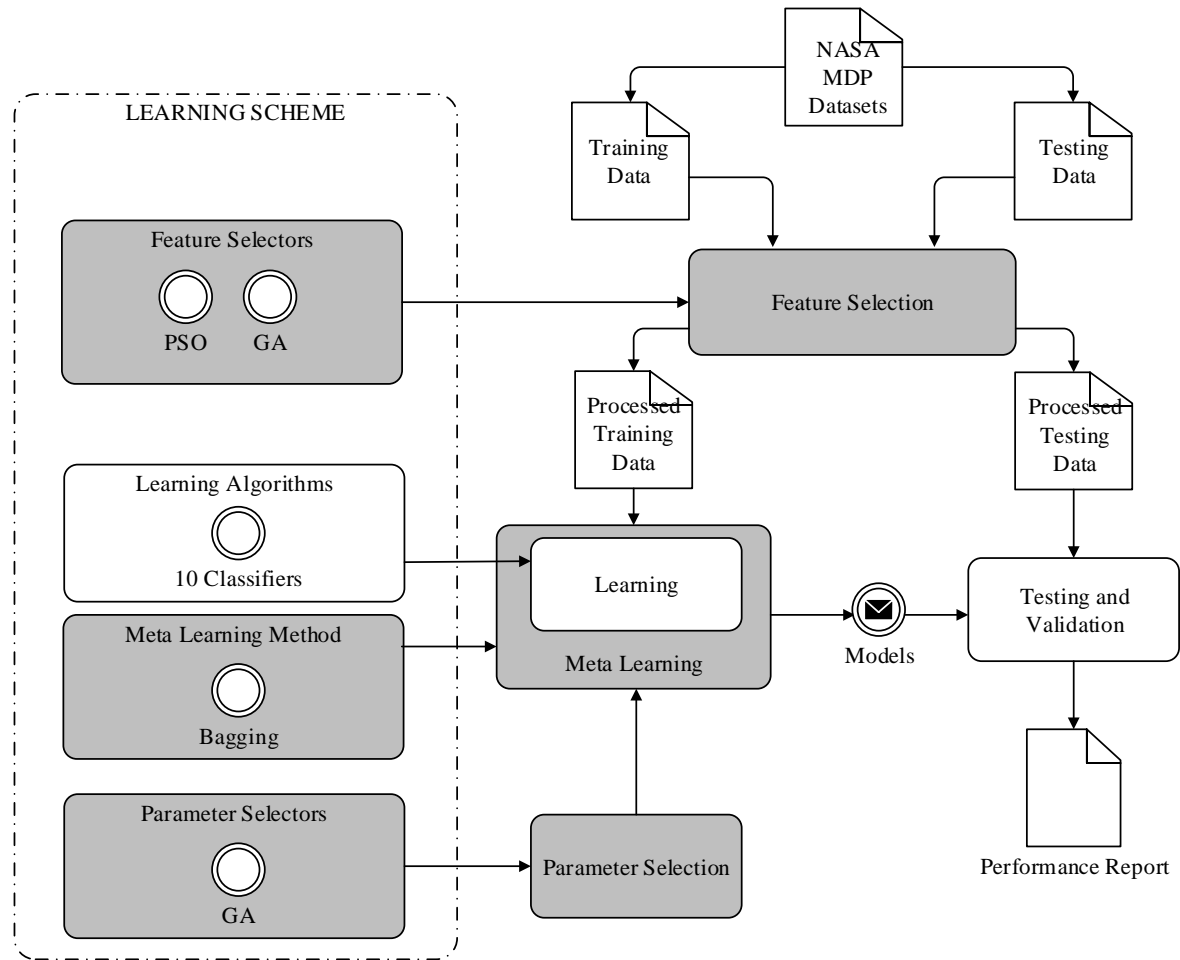 NASA
MDP
Datasets
LEARNING SCHEME
Training
Data
Testing
Data
Feature Selectors
PSO
GA
Feature Selection
Processed
Training
Data
Processed
Testing
Data
Learning Algorithms
10 Classifiers
Learning
Meta Learning
Meta Learning Method
Bagging
Models
Testing and
Validation
Parameter Selectors
GA
Parameter Selection
Performance Report